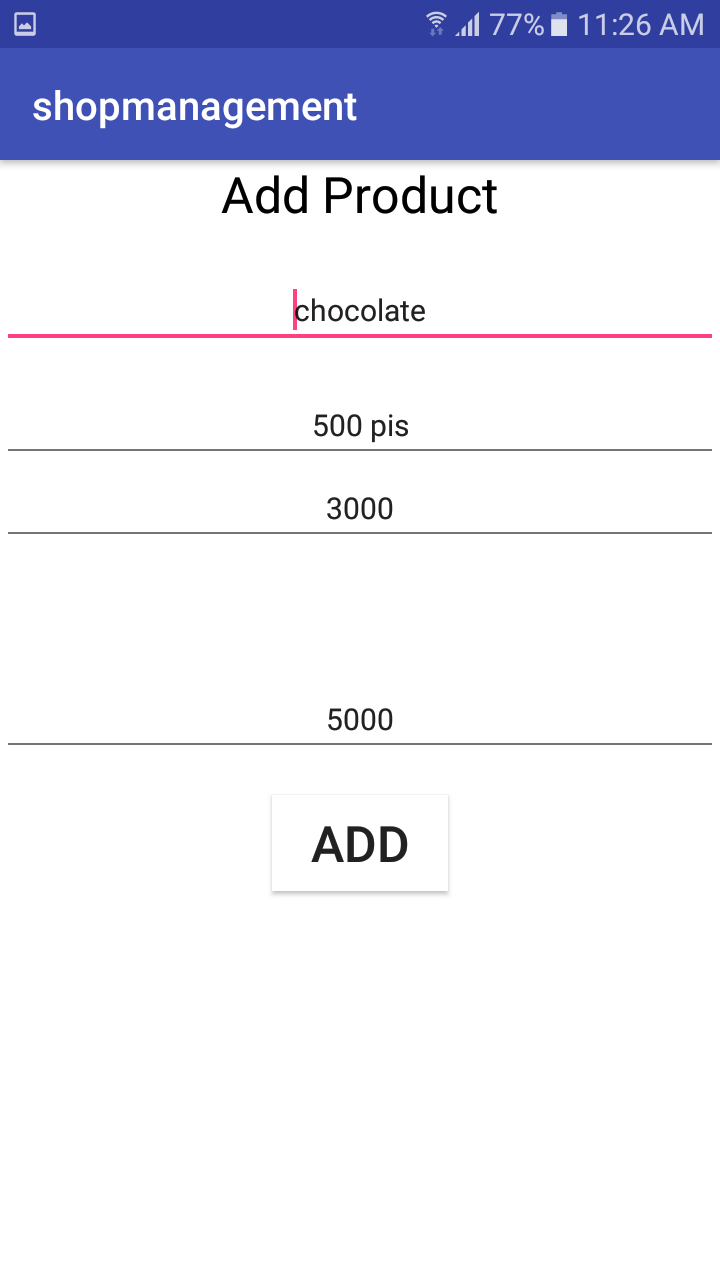 77% 11:26 AM
shopmanagement
Add Product
chocolate
500 pis
3000
5000
ADD